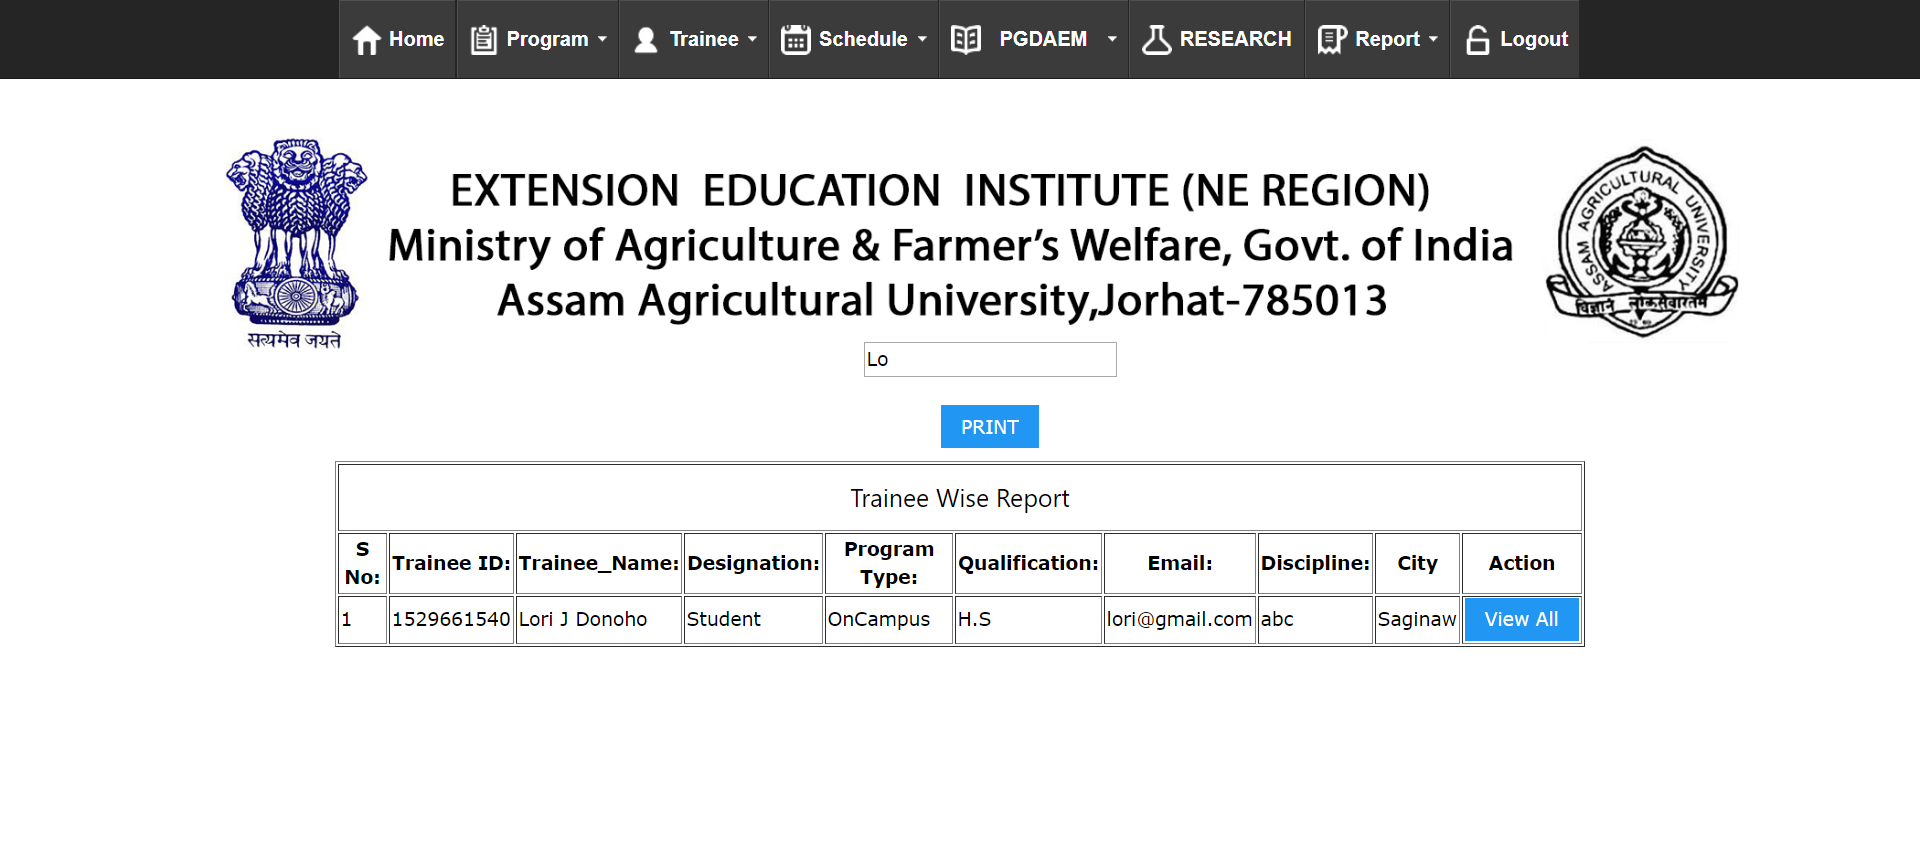 Home Program Trainee Schedule PGDAEM RESEARCH Report Logout
EXTENSION EDUCATION INSTITUTE (NE REGION)
Ministry of Agriculture & Farmer's Welfare, Govt. of India
Assam Agricultural University,Jorhat-785013
सत्यमेव जयते
ASSAM AGRICULTURAL UNIVERSITY
विज्ञानं लोकसेवारतम
Lo
PRINT
Trainee Wise Report
S No: Trainee ID: Trainee_Name: Designation: Program Type: Qualification: Email: Discipline: City Action
1 1529661540 Lori J Donoho Student OnCampus H.S lori@gmail.com abc Saginaw View All